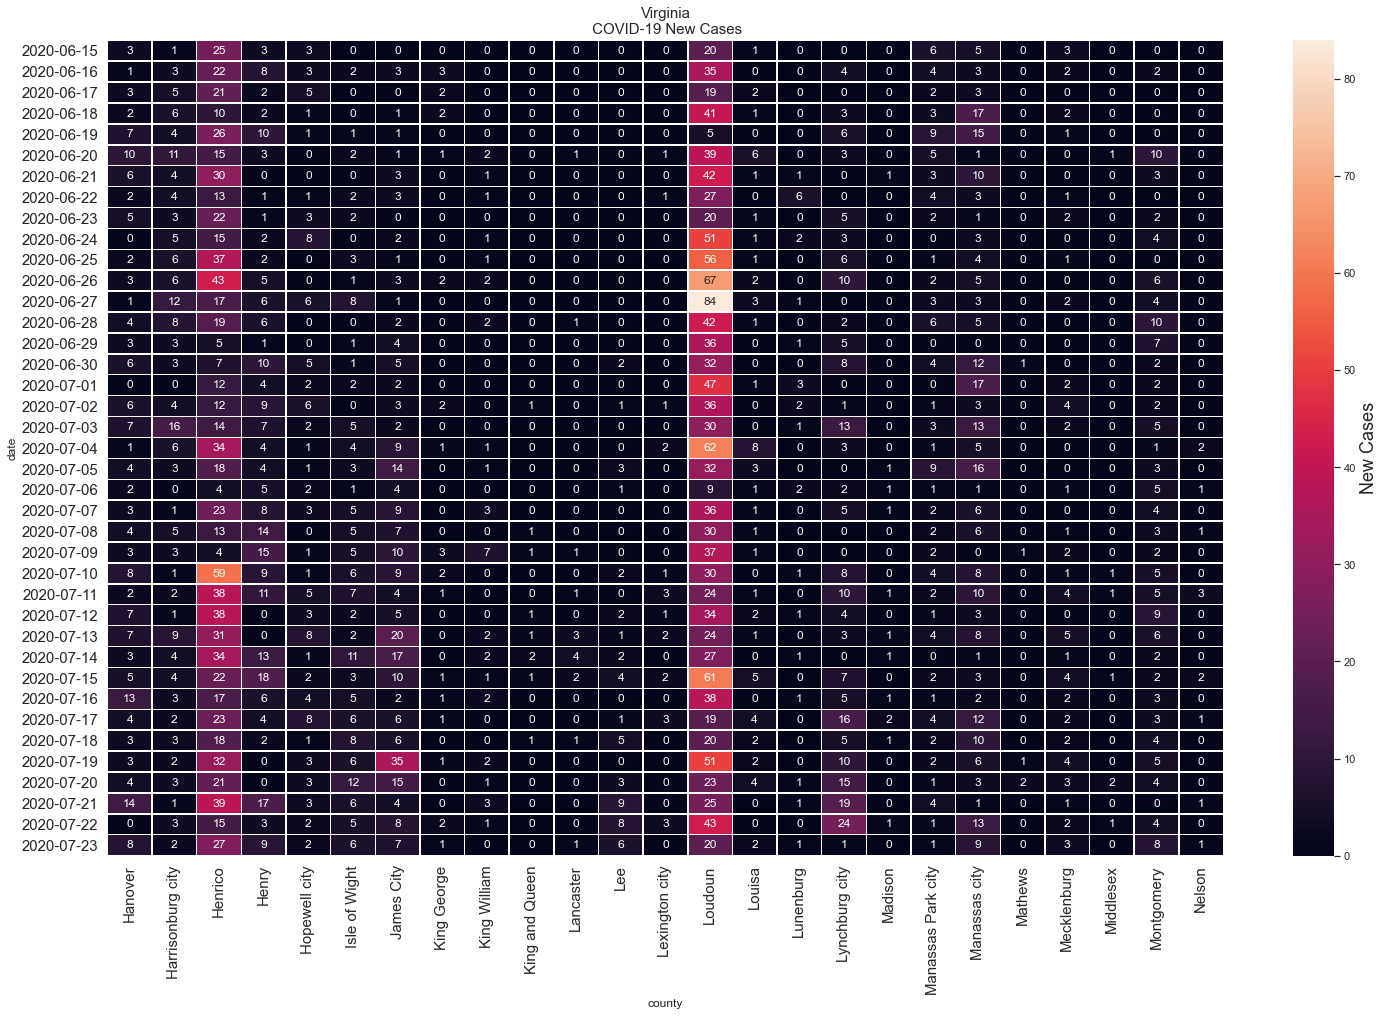 Virginia
COVID-19 New Cases
2020-06-15 3 1 25 3 3 0 0 0 0 0 0 0 0 20 1 0 0 0 6 5 0 3 0 0 0
2020-06-16 1 3 22 8 3 2 3 3 0 0 0 0 0 35 0 0 4 0 4 3 0 2 0 2 0
2020-06-17 3 5 21 2 5 0 0 2 0 0 0 0 0 19 2 0 0 0 2 3 0 0 0 0 0
2020-06-18 2 6 10 2 1 0 1 2 0 0 0 0 0 41 1 0 3 0 3 17 0 2 0 0 0
2020-06-19 7 4 26 10 1 1 1 0 0 0 0 0 0 5 0 0 6 0 9 15 0 1 0 0 0
2020-06-20 10 11 15 3 0 2 1 1 2 0 1 0 1 39 6 0 3 0 5 1 0 0 1 10 0
2020-06-21 6 4 30 0 0 0 3 0 1 0 0 0 0 42 1 1 0 1 3 10 0 0 0 3 0
2020-06-22 2 4 13 1 1 2 3 0 1 0 0 0 1 27 0 6 0 0 4 3 0 1 0 0 0
2020-06-23 5 3 22 1 3 2 0 0 0 0 0 0 0 20 1 0 5 0 2 1 0 2 0 2 0
2020-06-24 0 5 15 2 8 0 2 0 1 0 0 0 0 51 1 2 3 0 0 3 0 0 0 4 0
2020-06-25 2 6 37 2 0 3 1 0 1 0 0 0 0 56 1 0 6 0 1 4 0 1 0 0 0
2020-06-26 3 6 43 5 0 1 3 2 2 0 0 0 0 67 2 0 10 0 2 5 0 0 0 6 0
2020-06-27 1 12 17 6 6 8 1 0 0 0 0 0 0 84 3 1 0 0 3 3 0 2 0 4 0
2020-06-28 4 8 19 6 0 0 2 0 2 0 1 0 0 42 1 0 2 0 6 5 0 0 0 10 0
2020-06-29 3 3 5 1 0 1 4 0 0 0 0 0 0 36 0 1 5 0 0 0 0 0 0 7 0
2020-06-30 6 3 7 10 5 1 5 0 0 0 0 2 0 32 0 0 8 0 4 12 1 0 0 2 0
2020-07-01 0 0 12 4 2 2 2 0 0 0 0 0 0 47 1 3 0 0 0 17 0 2 0 2 0
2020-07-02 6 4 12 9 6 0 3 2 0 1 0 1 1 36 0 2 1 0 1 3 0 4 0 2 0
2020-07-03 7 16 14 7 2 5 2 0 0 0 0 0 0 30 0 1 13 0 3 13 0 2 0 5 0
2020-07-04 1 6 34 4 1 4 9 1 1 0 0 0 2 62 8 0 3 0 1 5 0 0 0 1 2
2020-07-05 4 3 18 4 1 3 14 0 1 0 0 3 0 32 3 0 0 1 9 16 0 0 0 3 0
2020-07-06 2 0 4 5 2 1 4 0 0 0 0 1 0 9 1 2 2 1 1 1 0 1 0 5 1
2020-07-07 3 1 23 8 3 5 9 0 3 0 0 0 0 36 1 0 5 1 2 6 0 0 0 4 0
2020-07-08 4 5 13 14 0 5 7 0 0 1 0 0 0 30 1 0 0 0 2 6 0 1 0 3 1
2020-07-09 3 3 4 15 1 5 10 3 7 1 1 0 0 37 1 0 0 0 2 0 1 2 0 2 0
2020-07-10 8 1 59 9 1 6 9 2 0 0 0 2 1 30 0 1 8 0 4 8 0 1 1 5 0
2020-07-11 2 2 38 11 5 7 4 1 0 0 1 0 3 24 1 0 10 1 2 10 0 4 1 5 3
2020-07-12 7 1 38 0 3 2 5 0 0 1 0 2 1 34 2 1 4 0 1 3 0 0 0 9 0
2020-07-13 7 9 31 0 8 2 20 0 2 1 3 1 2 24 1 0 3 1 4 8 0 5 0 6 0
2020-07-14 3 4 34 13 1 11 17 0 2 2 4 2 0 27 0 1 0 1 0 1 0 1 0 2 0
2020-07-15 5 4 22 18 2 3 10 1 1 1 2 4 2 61 5 0 7 0 2 3 0 4 1 2 2
2020-07-16 13 3 17 6 4 5 2 1 2 0 0 0 0 38 0 1 5 1 1 2 0 2 0 3 0
2020-07-17 4 2 23 4 8 6 6 1 0 0 0 1 3 19 4 0 16 2 4 12 0 2 0 3 1
2020-07-18 3 3 18 2 1 8 6 0 0 1 1 5 0 20 2 0 5 1 2 10 0 2 0 4 0
2020-07-19 3 2 32 0 3 6 35 1 2 0 0 0 0 51 2 0 10 0 2 6 1 4 0 5 0
2020-07-20 4 3 21 0 3 12 15 0 1 0 0 3 0 23 4 1 15 0 1 3 2 3 2 4 0
2020-07-21 14 1 39 17 3 6 4 0 3 0 0 9 0 25 0 1 19 0 4 1 0 1 0 0 1
2020-07-22 0 3 15 3 2 5 8 2 1 0 0 8 3 43 0 0 24 1 1 13 0 2 1 4 0
2020-07-23 8 2 27 9 2 6 7 1 0 0 1 6 0 20 2 1 1 0 1 9 0 3 0 8 1
date
Hanover
Harrisonburg city
Henrico
Henry
Hopewell city
Isle of Wight
James City
King George
King William
King and Queen
Lancaster
Lee
Lexington city
Loudoun
Louisa
Lunenburg
Lynchburg city
Madison
Manassas Park city
Manassas city
Mathews
Mecklenburg
Middlesex
Montgomery
Nelson
county
80
70
60
50
40
30
20
10
0
New Cases